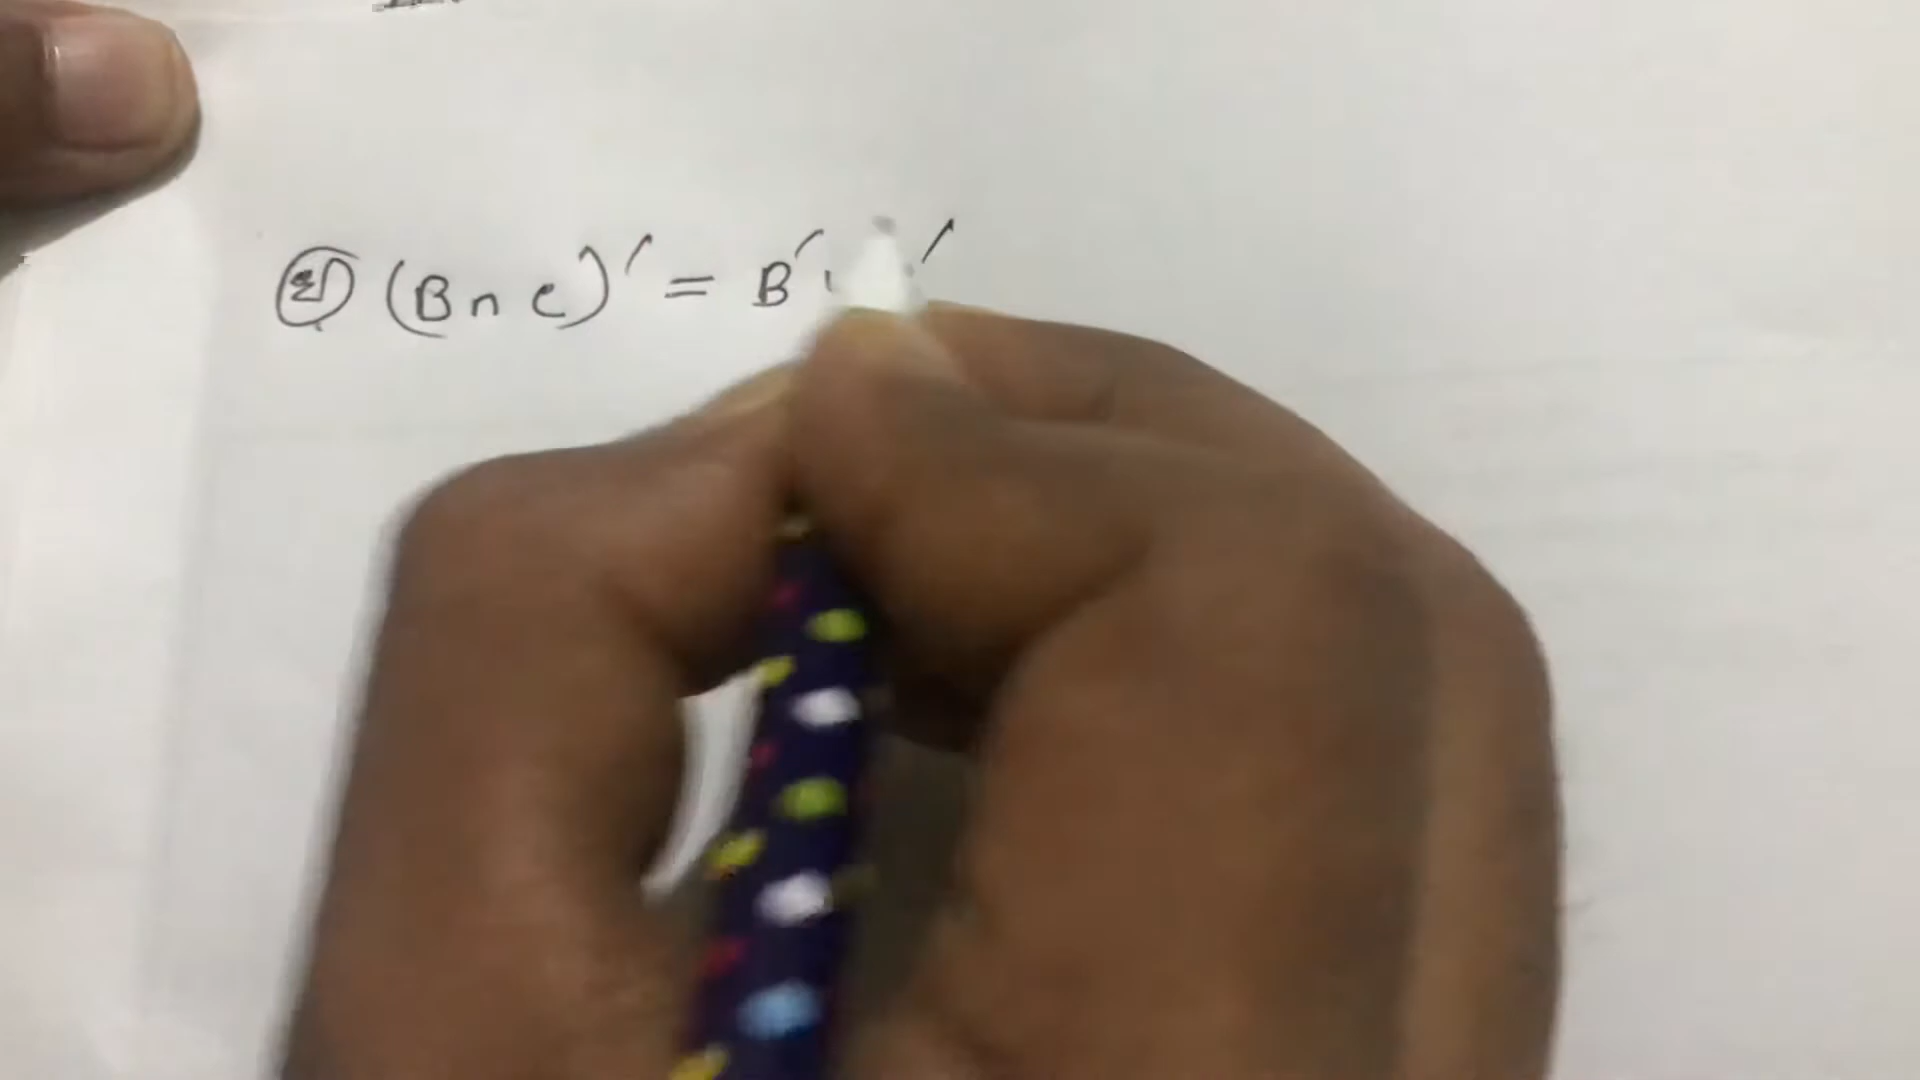 (B∩C)' = B'